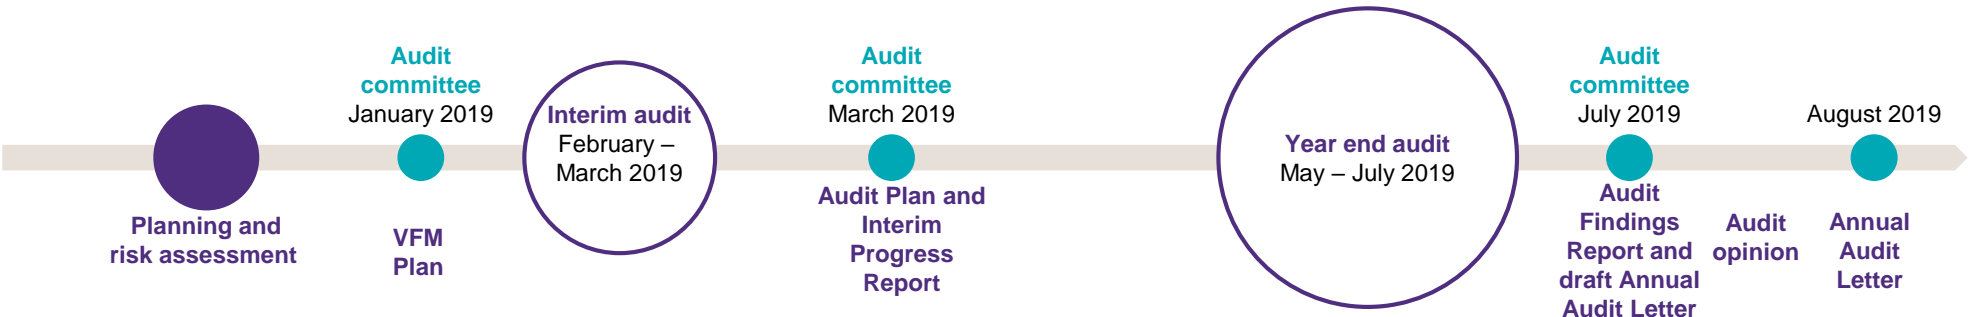 Planning and
risk assessment
Audit
committee
January 2019
VFM
Plan
Interim audit
February –
March 2019
Audit
committee
March 2019
Audit Plan and
Interim
Progress
Report
Year end audit
May – July 2019
Audit
committee
July 2019
Audit
Findings
Report and
draft Annual
Audit Letter
Audit
opinion
August 2019
Annual
Audit
Letter